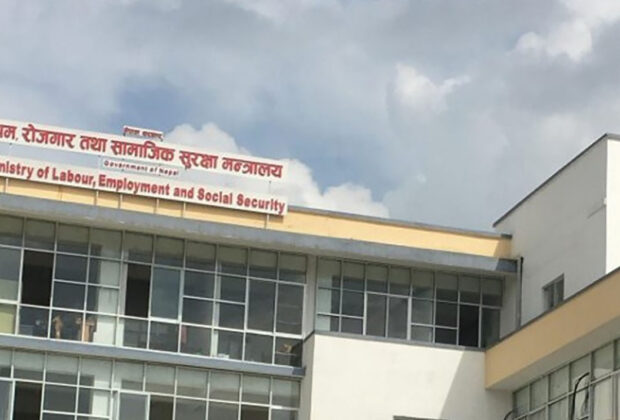 नेपाल सरकार
श्रम, रोजगार तथा सामाजिक सुरक्षा मन्त्रालय
Government of Nepal
Ministry of Labour, Employment and Social Security